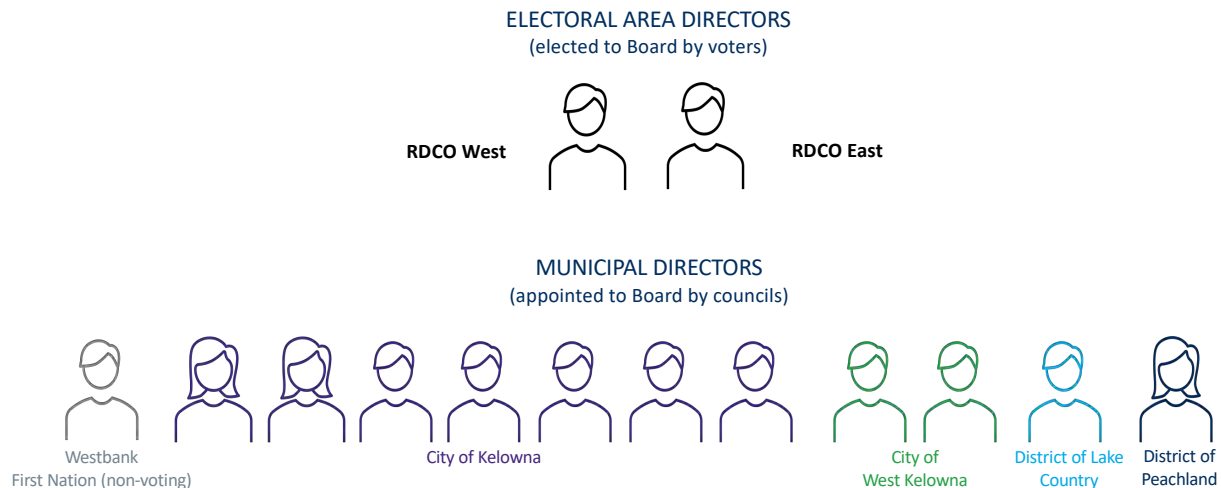 ELECTORAL AREA DIRECTORS
(elected to Board by voters)
RDCO West
RDCO East
MUNICIPAL DIRECTORS
(appointed to Board by councils)
Westbank
First Nation (non-voting)
City of Kelowna
City of
West Kelowna
District of Lake
Country
District of
Peachland